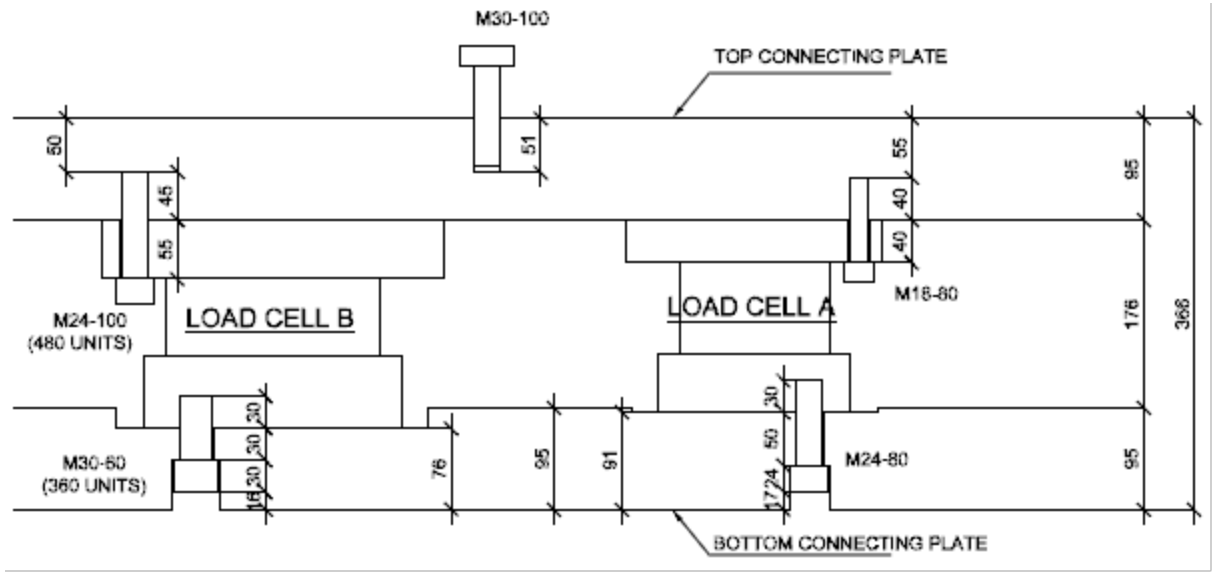 M30-100
TOP CONNECTING PLATE
50
51
55
95
45
40
55
40
M16-80
LOAD CELL B
LOAD CELL A
M24-100
(480 UNITS)
176
366
30
30
30
50
M30-60
(360 UNITS)
30
76
95
91
M24-80
95
24
16
17
BOTTOM CONNECTING PLATE